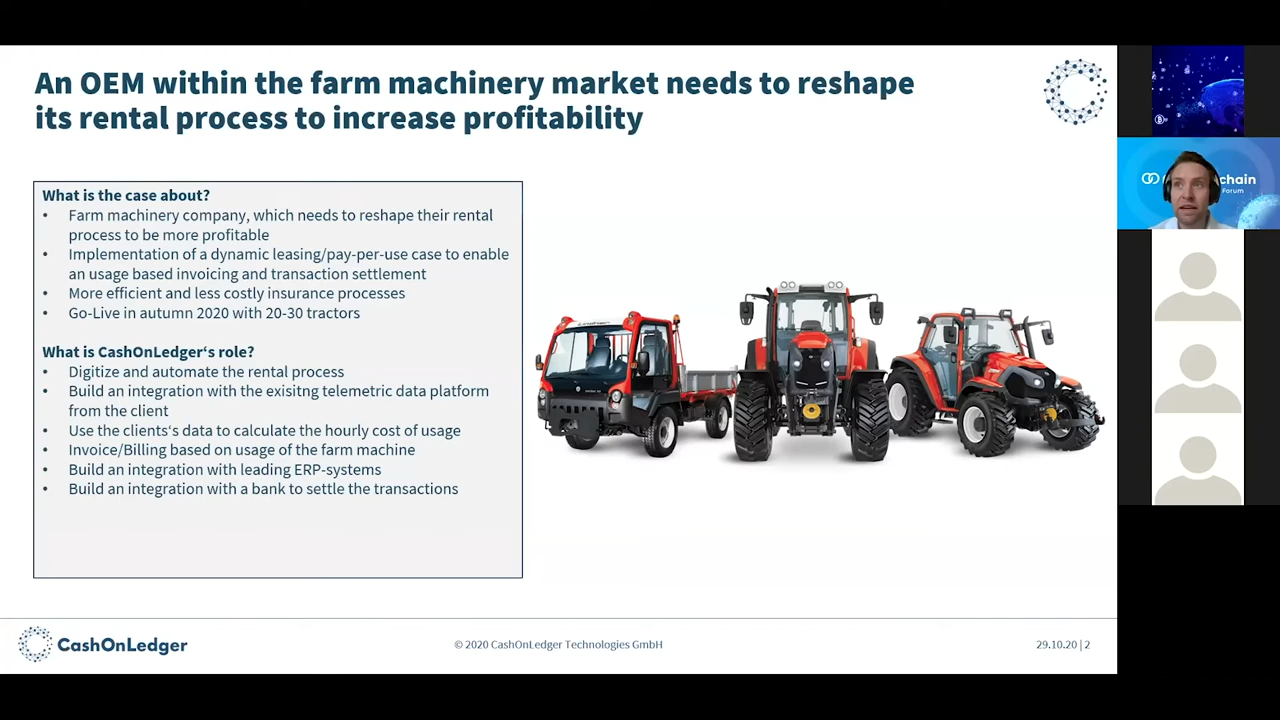 An OEM within the farm machinery market needs to reshape
its rental process to increase profitability
What is the case about?
• Farm machinery company, which needs to reshape their rental
process to be more profitable
• Implementation of a dynamic leasing/pay-per-use case to enable
an usage based invoicing and transaction settlement
• More efficient and less costly insurance processes
• Go-Live in autumn 2020 with 20-30 tractors
What is CashOnLedger‘s role?
• Digitize and automate the rental process
• Build an integration with the exisitng telemetric data platform
from the client
• Use the clients‘s data to calculate the hourly cost of usage
• Invoice/Billing based on usage of the farm machine
• Build an integration with leading ERP-systems
• Build an integration with a bank to settle the transactions
CashOnLedger
© 2020 CashOnLedger Technologies GmbH
29.10.20 | 2
chain
Forum